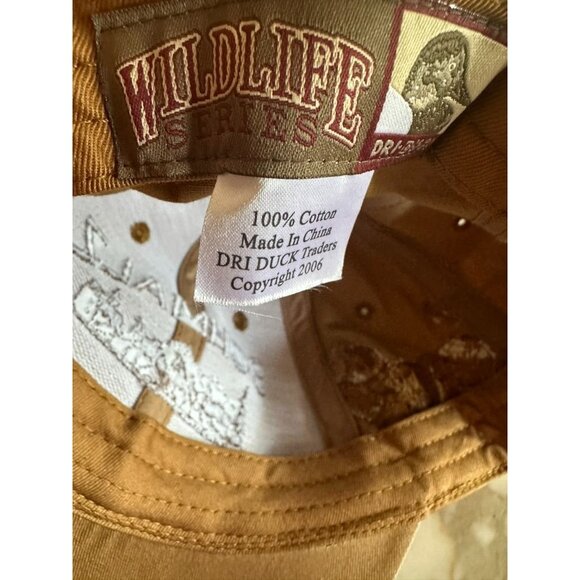 WILDLIFE
SERIES
100% Cotton
Made In China
DRI DUCK Traders
Copyright 2006